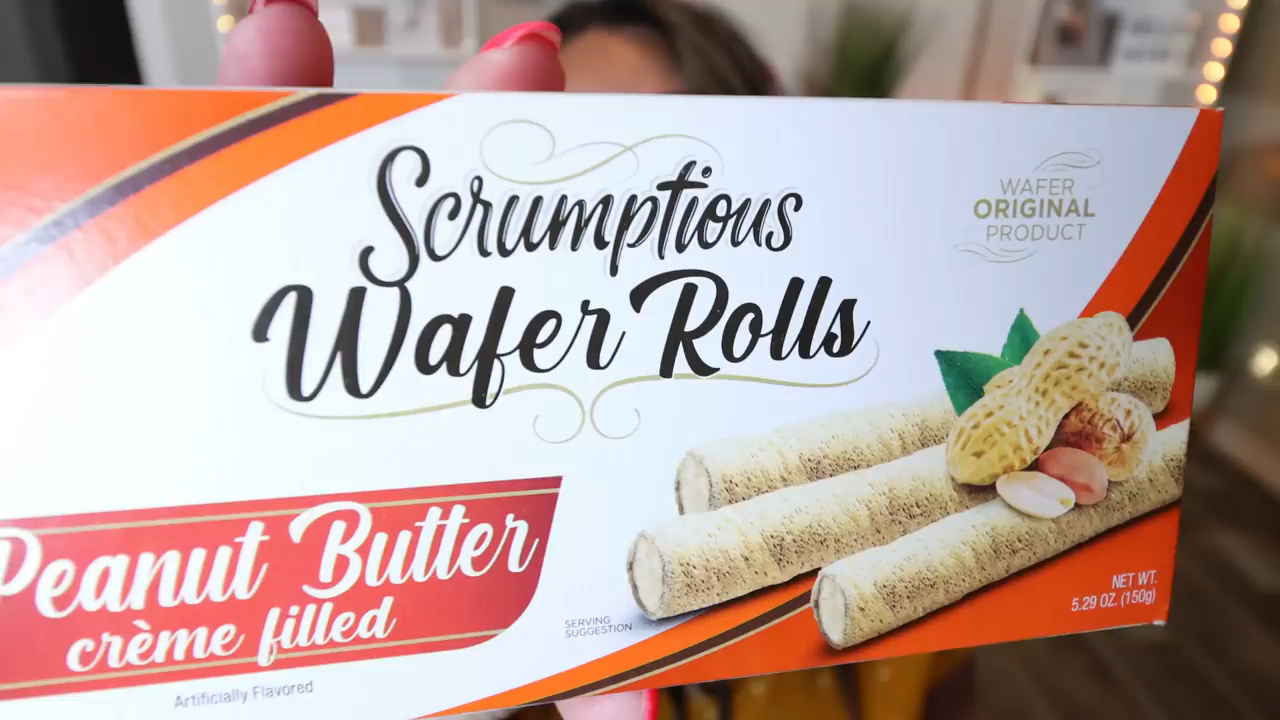 Scrumptious
Wafer Rolls
WAFER
ORIGINAL
PRODUCT
Peanut Butter
crème filled
Artificially Flavored
SERVING
SUGGESTION
NET WT.
5.29 OZ. (150g)